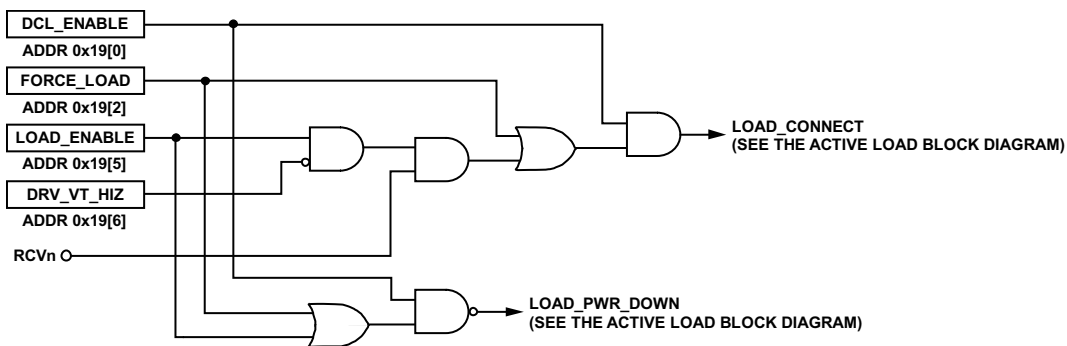 DCL_ENABLE
ADDR 0x19[0]
FORCE_LOAD
ADDR 0x19[2]
LOAD_ENABLE
ADDR 0x19[5]
DRV_VT_HIZ
ADDR 0x19[6]
RCVn
LOAD_CONNECT
(SEE THE ACTIVE LOAD BLOCK DIAGRAM)
LOAD_PWR_DOWN
(SEE THE ACTIVE LOAD BLOCK DIAGRAM)